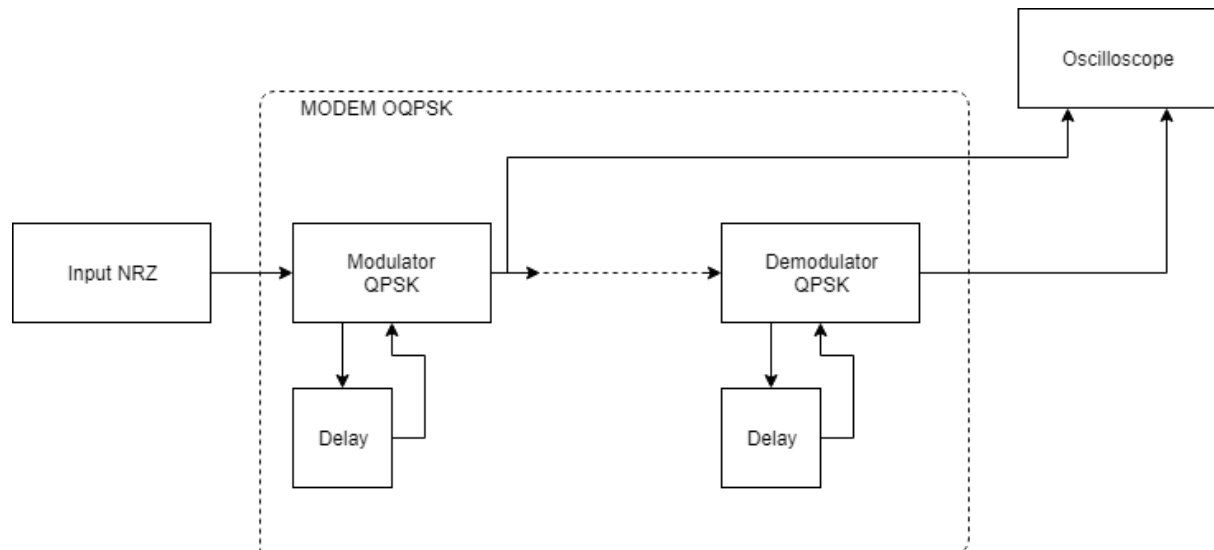 Oscilloscope
MODEM OQPSK
Input NRZ
Modulator
QPSK
Demodulator
QPSK
Delay
Delay